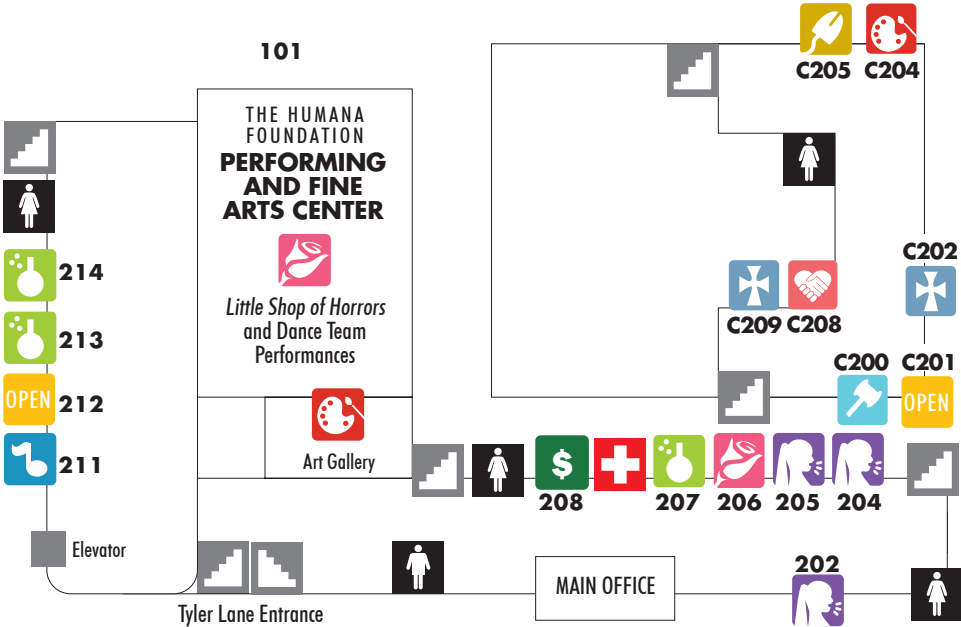 101
C205
C204
THE HUMANA
FOUNDATION
PERFORMING
AND FINE
ARTS CENTER
Little Shop of Horrors
and Dance Team
Performances
Art Gallery
214
213
OPEN
212
211
Elevator
Tyler Lane Entrance
C202
C209
C208
C200
C201
OPEN
$
208
207
206
205
204
202
MAIN OFFICE